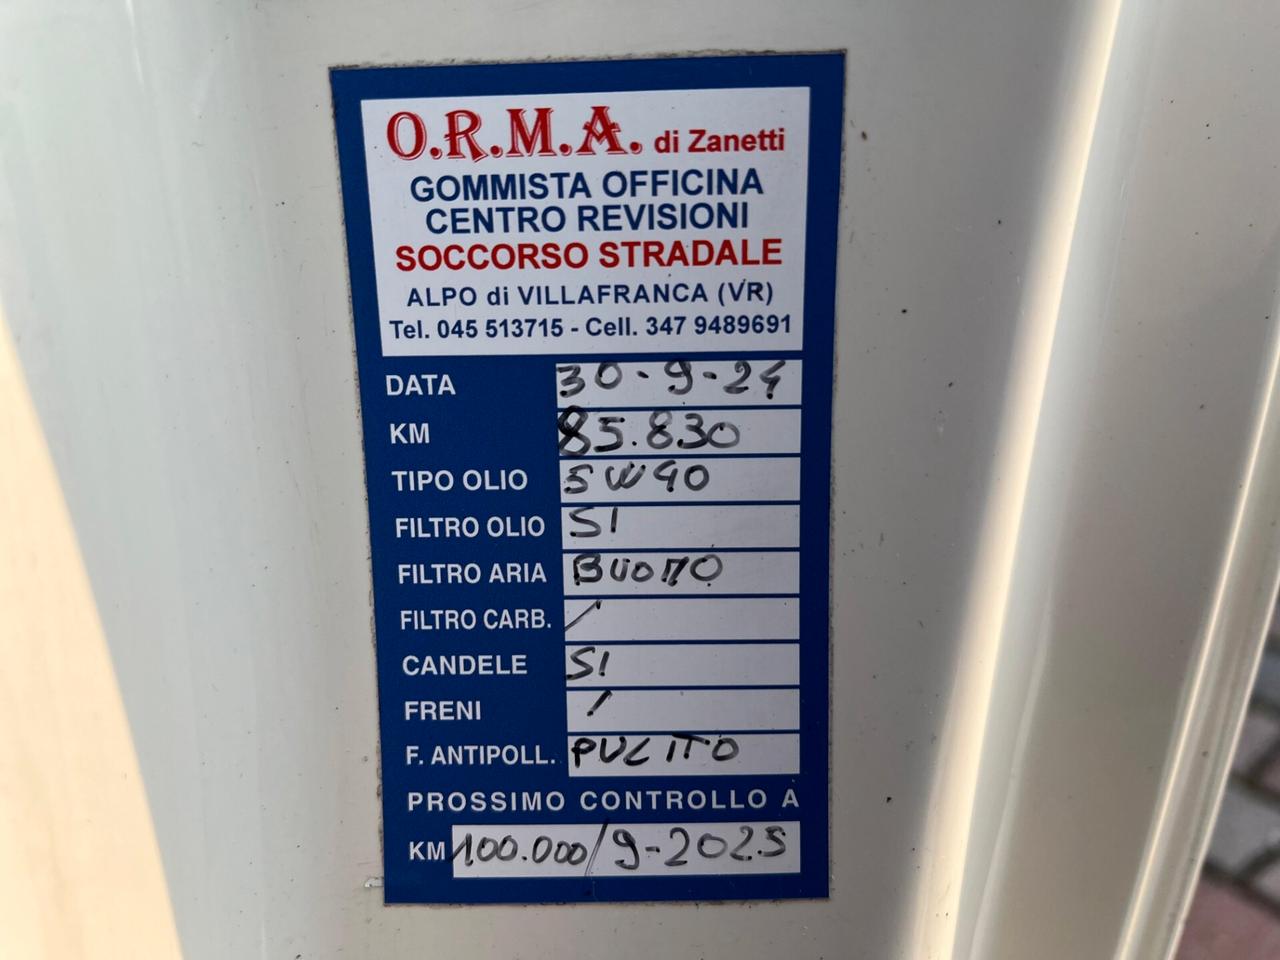 O.R.M.A. di Zanetti
GOMMISTA OFFICINA
CENTRO REVISIONI
SOCCORSO STRADALE
ALPO di VILLAFRANCA (VR)
Tel. 045 513715 - Cell. 347 9489691
DATA 30-9-24
KM 85.830
TIPO OLIO 5W40
FILTRO OLIO SI
FILTRO ARIA BUONO
FILTRO CARB. /
CANDELE SI
FRENI /
F. ANTIPOLL. PULITO
PROSSIMO CONTROLLO A
KM 100.000/9-2025